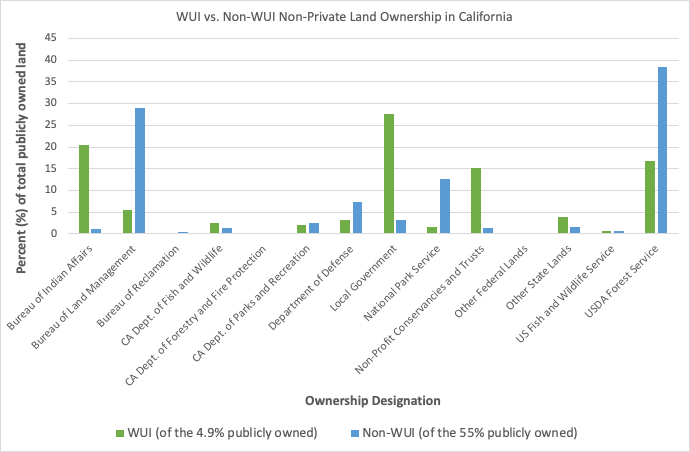 WUI vs. Non-WUI Non-Private Land Ownership in California
Percent (%) of total publicly owned land
45
40
35
30
25
20
15
10
5
0
Bureau of Indian Affairs
Bureau of Land Management
Bureau of Reclamation
CA Dept. of Fish and Wildlife
CA Dept. of Forestry and Fire Protection
CA Dept. of Parks and Recreation
Department of Defense
Local Government
National Park Service
Non-Profit Conservancies and Trusts
Other Federal Lands
Other State Lands
US Fish and Wildlife Service
USDA Forest Service
Ownership Designation
WUI (of the 4.9% publicly owned)
Non-WUI (of the 55% publicly owned)